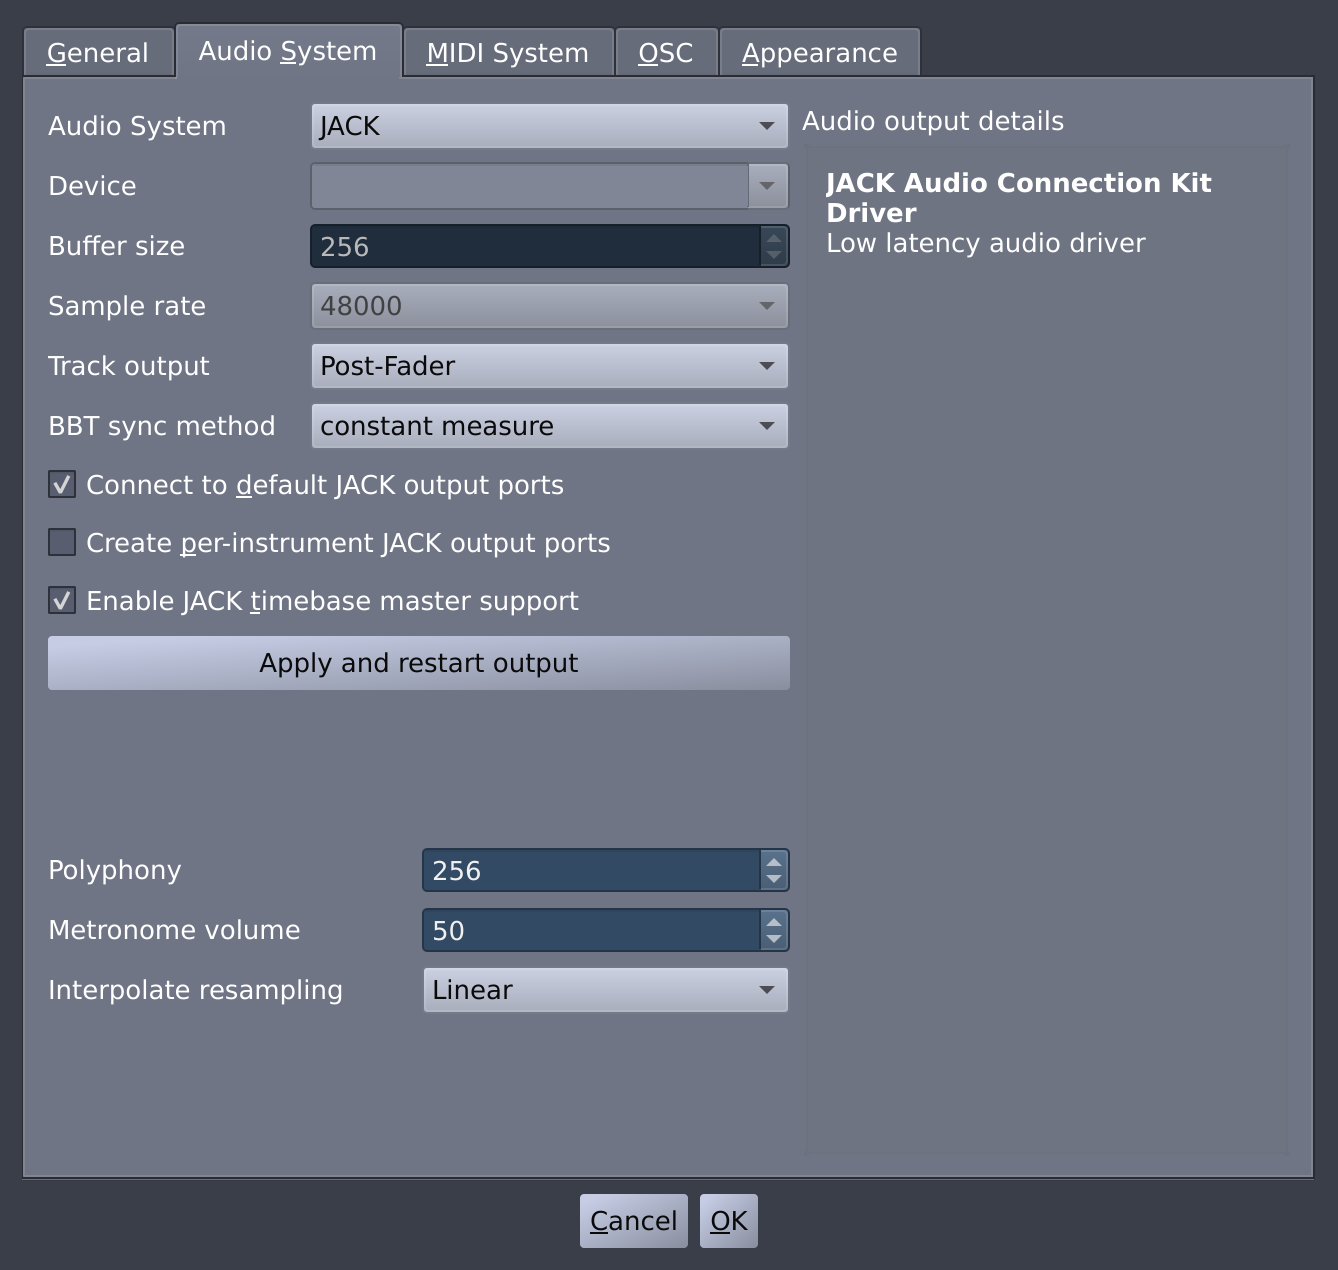 General
Audio System
MIDI System
OSC
Appearance
Audio System
JACK
Device
Buffer size
256
Sample rate
48000
Track output
Post-Fader
BBT sync method
constant measure
Connect to default JACK output ports
Create per-instrument JACK output ports
Enable JACK timebase master support
Apply and restart output
Polyphony
256
Metronome volume
50
Interpolate resampling
Linear
Audio output details
JACK Audio Connection Kit
Driver
Low latency audio driver
Cancel
OK